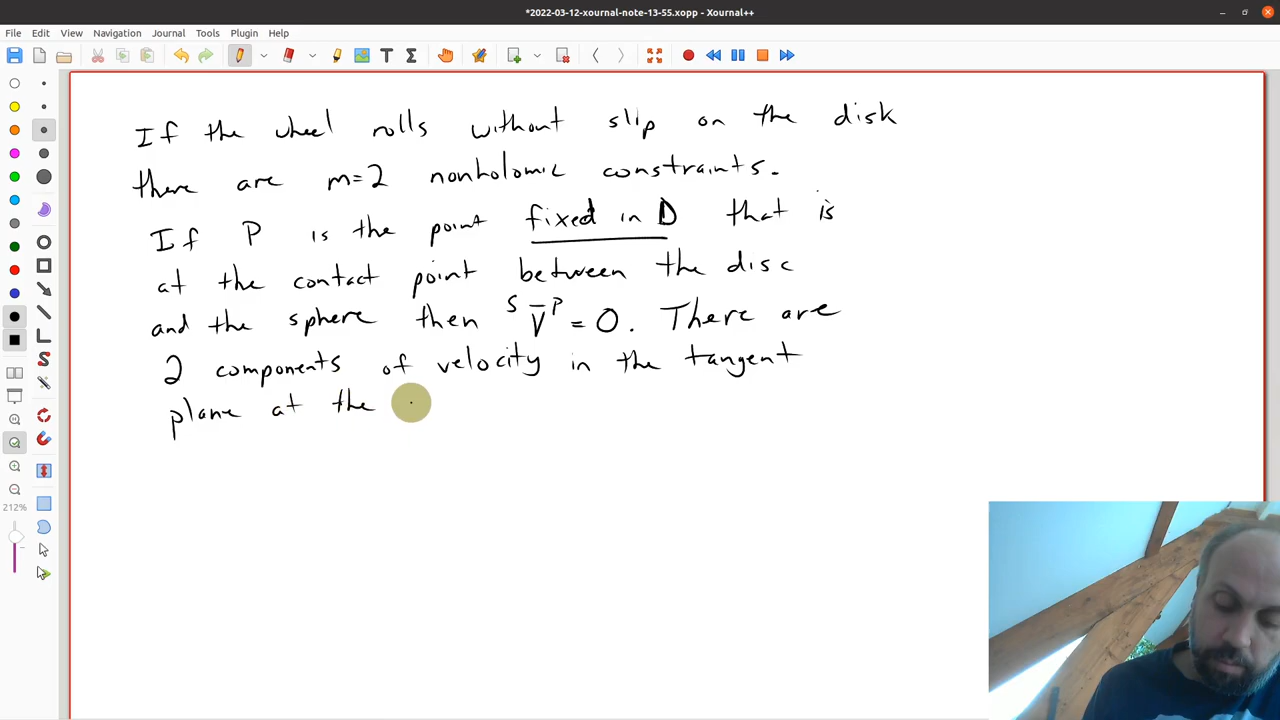 *2022-03-12-xournal-note-13-55.xopp - Xournal++
File Edit View Navigation Journal Tools Plugin Help
If the wheel rolls without slip on the disk
there are m=2 nonholomic constraints.
If P is the point fixed in D that is
at the contact point between the disc
and the sphere then ˢV̄ᴾ = 0. There are
2 components of velocity in the tangent
plane at the
212%